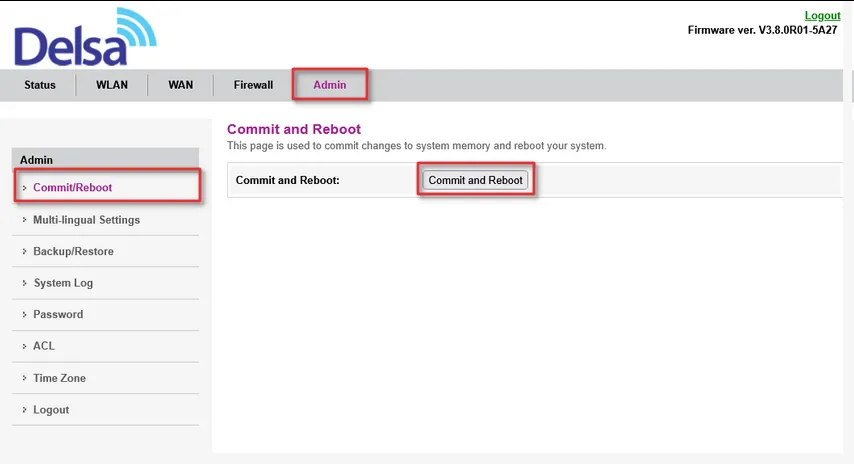 Delsa
Logout
Firmware ver. V3.8.0R01-5A27
Status WLAN WAN Firewall Admin
Admin
Commit/Reboot
Multi-lingual Settings
Backup/Restore
System Log
Password
ACL
Time Zone
Logout
Commit and Reboot
This page is used to commit changes to system memory and reboot your system.
Commit and Reboot: Commit and Reboot